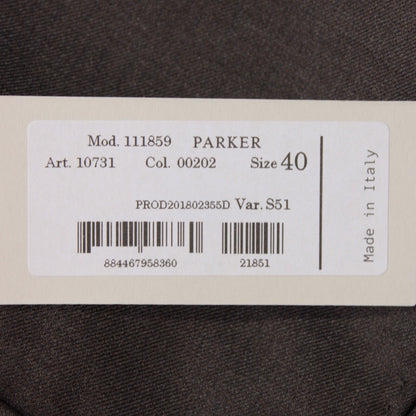 Mod. 111859 PARKER
Art. 10731 Col. 00202 Size 40
PROD201802355D Var. S51
884467958360 21851
Made in Italy